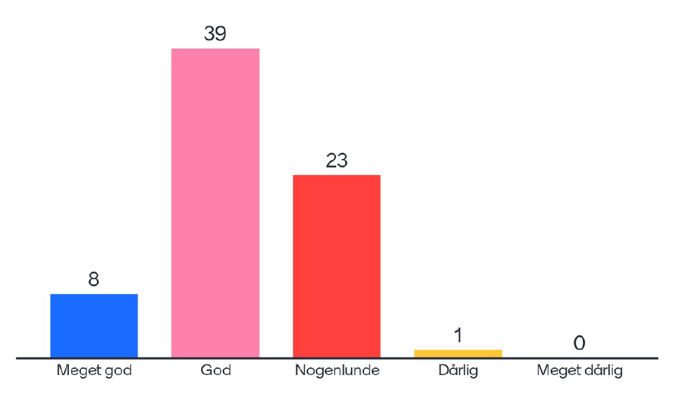 39
23
8
1
0
Meget god
God
Nogenlunde
Dårlig
Meget dårlig